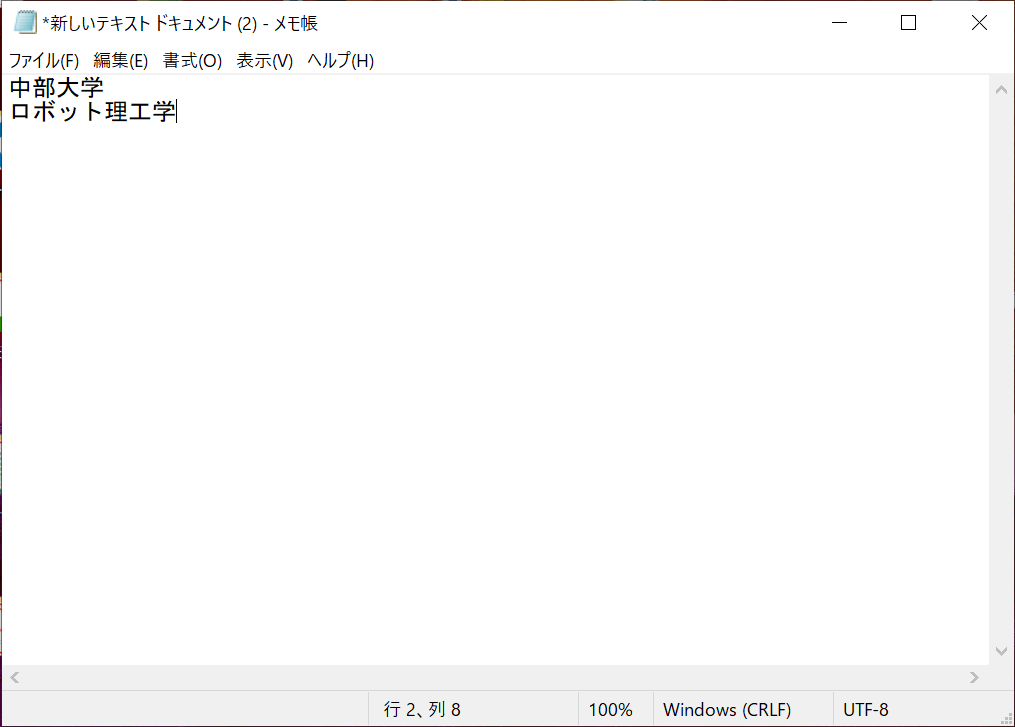 *新しいテキスト ドキュメント (2) - メモ帳
ファイル(F) 編集(E) 書式(O) 表示(V) ヘルプ(H)
中部大学
ロボット理工学
行 2、列 8 100% Windows (CRLF) UTF-8